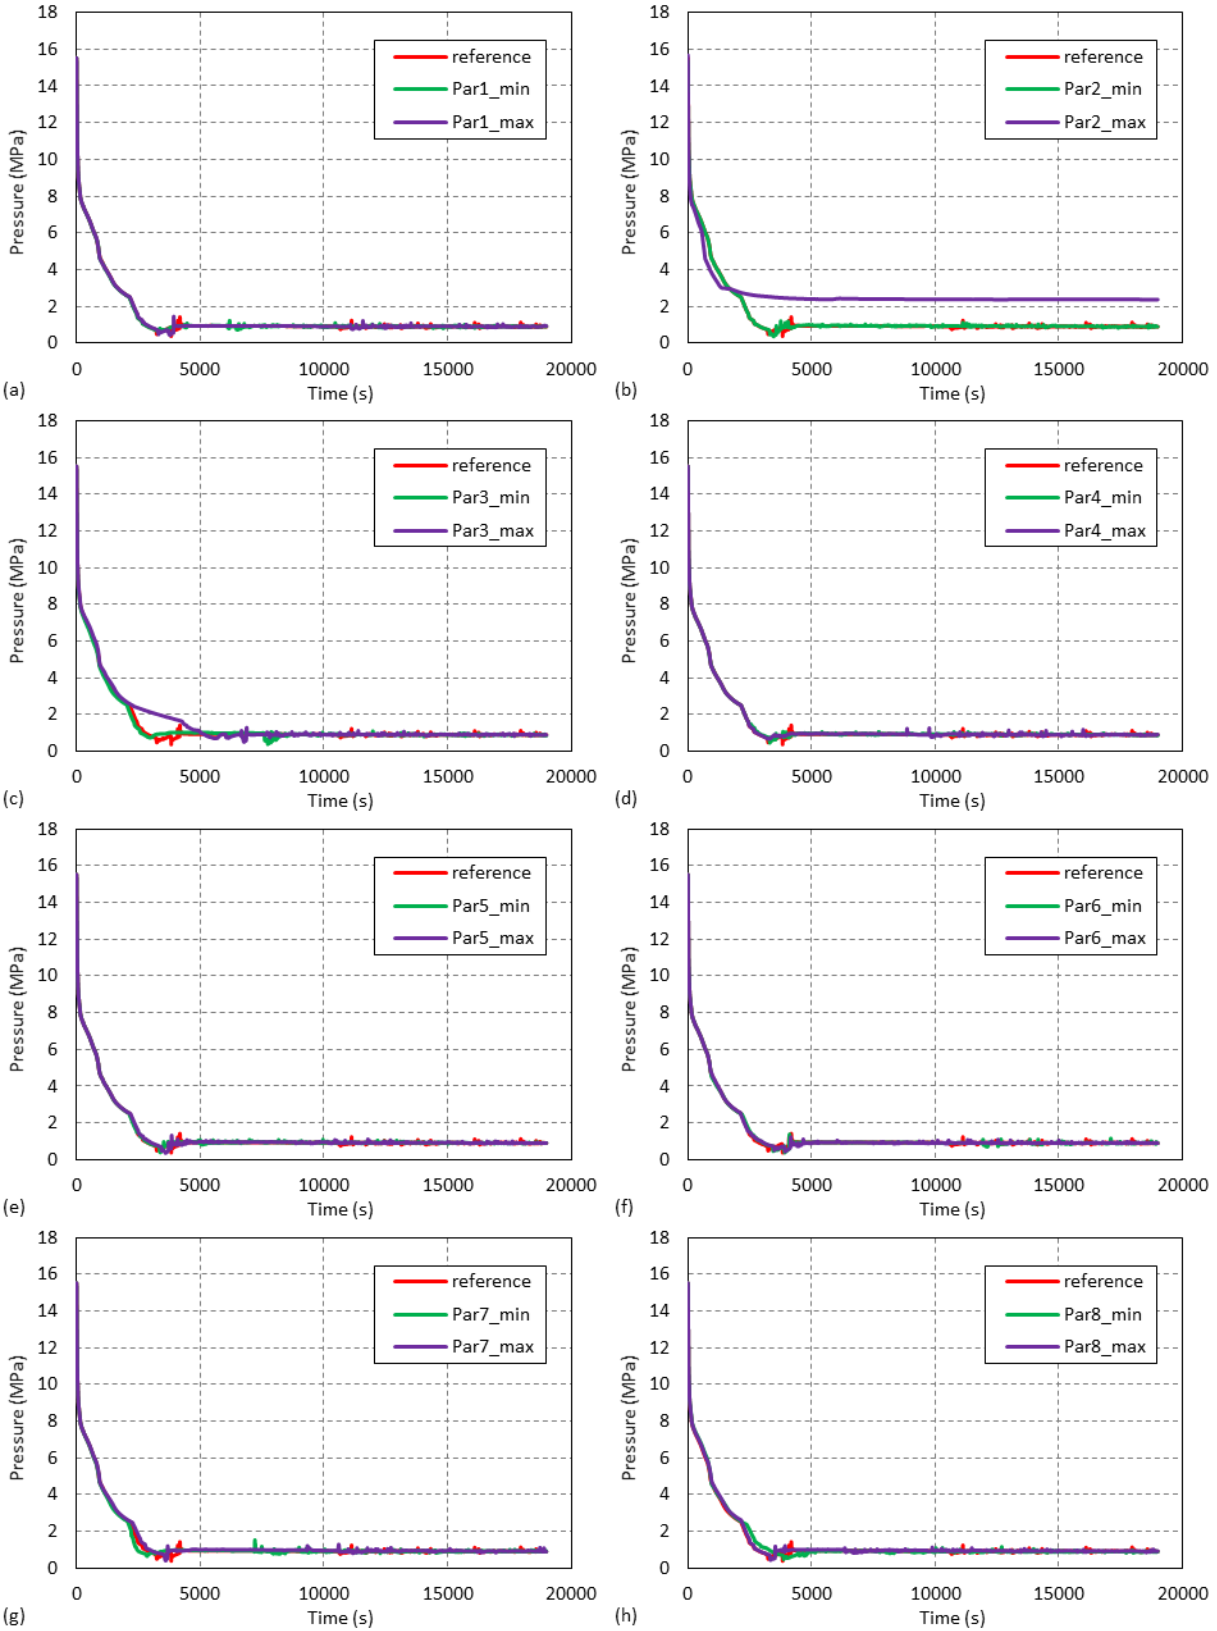 18
16
14
12
10
8
6
4
2
0
Pressure (MPa)
reference
Par1_min
Par1_max
0 5000 10000 15000 20000
Time (s)
(a)
18
16
14
12
10
8
6
4
2
0
Pressure (MPa)
reference
Par2_min
Par2_max
0 5000 10000 15000 20000
Time (s)
(b)
18
16
14
12
10
8
6
4
2
0
Pressure (MPa)
reference
Par3_min
Par3_max
0 5000 10000 15000 20000
Time (s)
(c)
18
16
14
12
10
8
6
4
2
0
Pressure (MPa)
reference
Par4_min
Par4_max
0 5000 10000 15000 20000
Time (s)
(d)
18
16
14
12
10
8
6
4
2
0
Pressure (MPa)
reference
Par5_min
Par5_max
0 5000 10000 15000 20000
Time (s)
(e)
18
16
14
12
10
8
6
4
2
0
Pressure (MPa)
reference
Par6_min
Par6_max
0 5000 10000 15000 20000
Time (s)
(f)
18
16
14
12
10
8
6
4
2
0
Pressure (MPa)
reference
Par7_min
Par7_max
0 5000 10000 15000 20000
Time (s)
(g)
18
16
14
12
10
8
6
4
2
0
Pressure (MPa)
reference
Par8_min
Par8_max
0 5000 10000 15000 20000
Time (s)
(h)